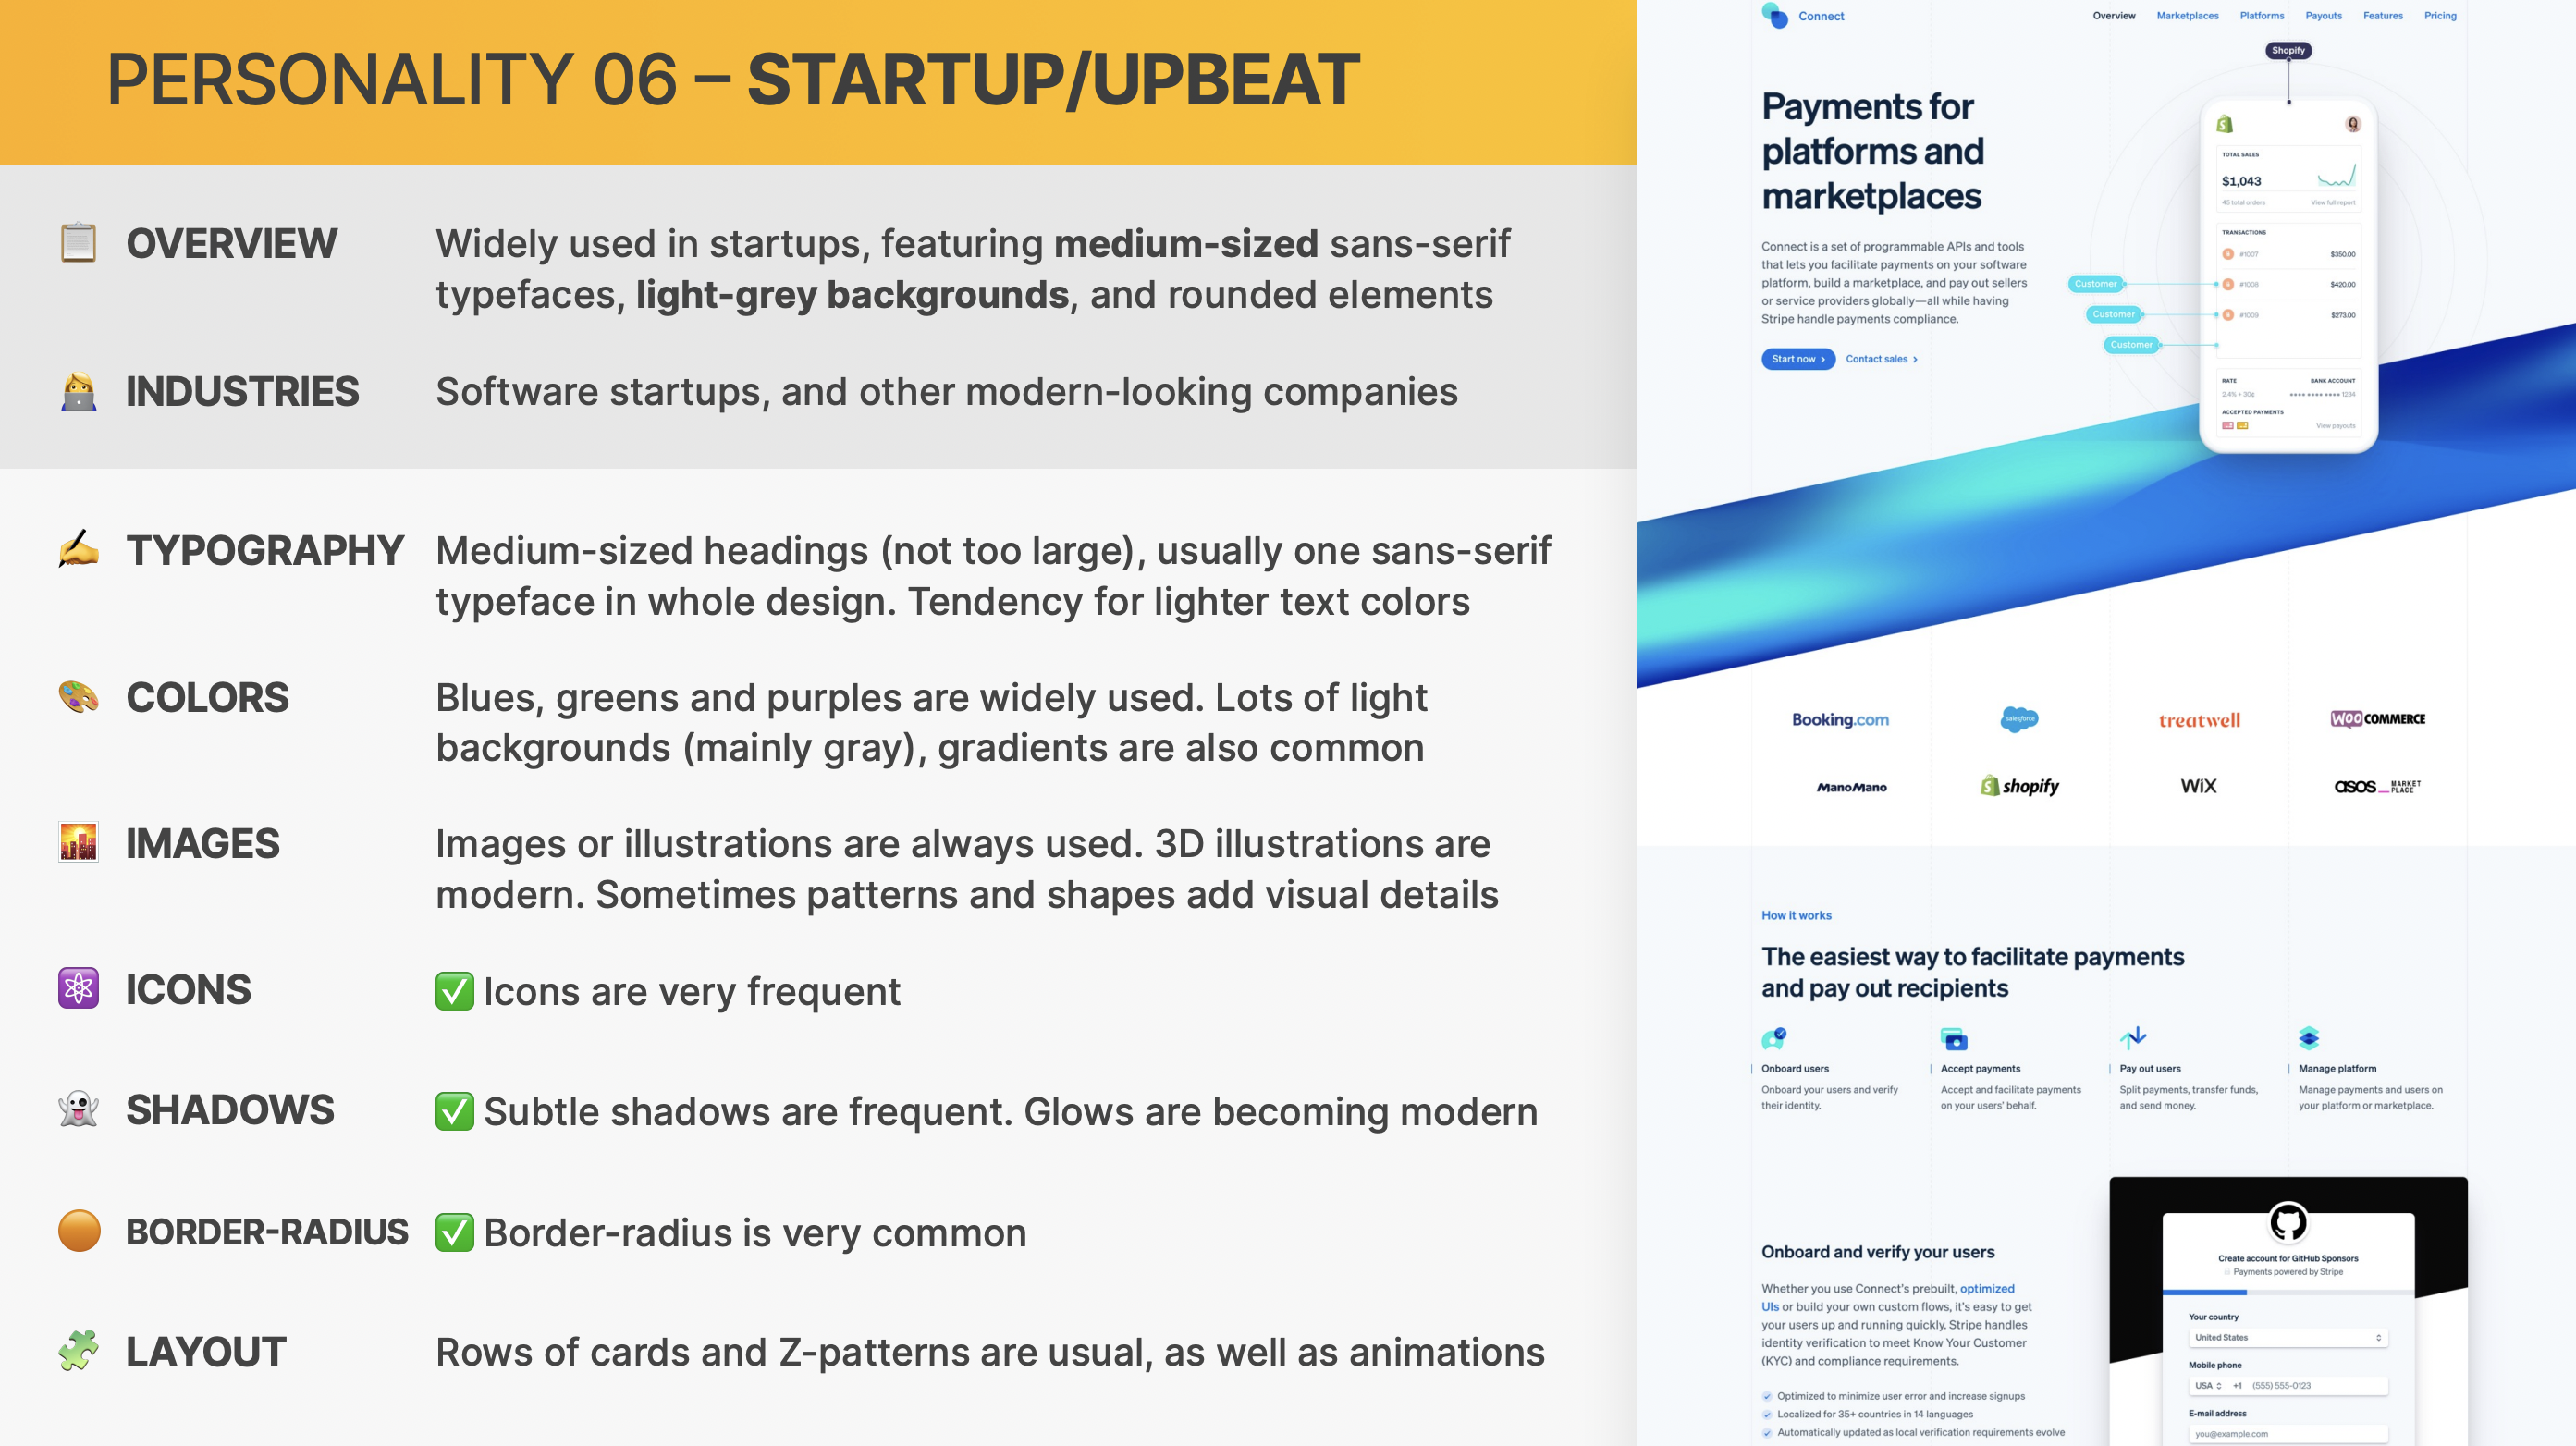 PERSONALITY 06 – STARTUP/UPBEAT
OVERVIEW
Widely used in startups, featuring medium-sized sans-serif
typefaces, light-grey backgrounds, and rounded elements
INDUSTRIES
Software startups, and other modern-looking companies
TYPOGRAPHY
Medium-sized headings (not too large), usually one sans-serif
typeface in whole design. Tendency for lighter text colors
COLORS
Blues, greens and purples are widely used. Lots of light
backgrounds (mainly gray), gradients are also common
IMAGES
Images or illustrations are always used. 3D illustrations are
modern. Sometimes patterns and shapes add visual details
ICONS
✅ Icons are very frequent
SHADOWS
✅ Subtle shadows are frequent. Glows are becoming modern
BORDER-RADIUS
✅ Border-radius is very common
LAYOUT
Rows of cards and Z-patterns are usual, as well as animations
Connect
Overview Marketplaces Platforms Payouts Features Pricing
Payments for
platforms and
marketplaces
Connect is a set of programmable APIs and tools
that lets you facilitate payments on your software
platform, build a marketplace, and pay out sellers
or service providers globally—all while having
Stripe handle payments compliance.
Start now Contact sales
Shopify
TOTAL SALES
$1,043
45 total orders View full report
TRANSACTIONS
#1007 $350.00
Customer
#1008 $420.00
Customer
#1009 $273.00
Customer
RATE BANK ACCOUNT
2.4% + 30¢ •••• •••• •••• 1234
ACCEPTED PAYMENTS
View payouts
Booking.com salesforce treatwell WOO COMMERCE
ManoMano shopify WiX asos MARKET
PLACE
How it works
The easiest way to facilitate payments
and pay out recipients
Onboard users
Onboard your users and verify
their identity.
Accept payments
Accept and facilitate payments
on your users' behalf.
Pay out users
Split payments, transfer funds,
and send money.
Manage platform
Manage payments and users on
your platform or marketplace.
Onboard and verify your users
Whether you use Connect's prebuilt, optimized
UIs or build your own custom flows, it's easy to get
your users up and running quickly. Stripe handles
identity verification to meet Know Your Customer
(KYC) and compliance requirements.
Optimized to minimize user error and increase signups
Localized for 35+ countries in 14 languages
Automatically updated as local verification requirements evolve
Create account for GitHub Sponsors
Payments powered by Stripe
Your country
United States
Mobile phone
USA +1 (555) 555-0123
E-mail address
you@example.com